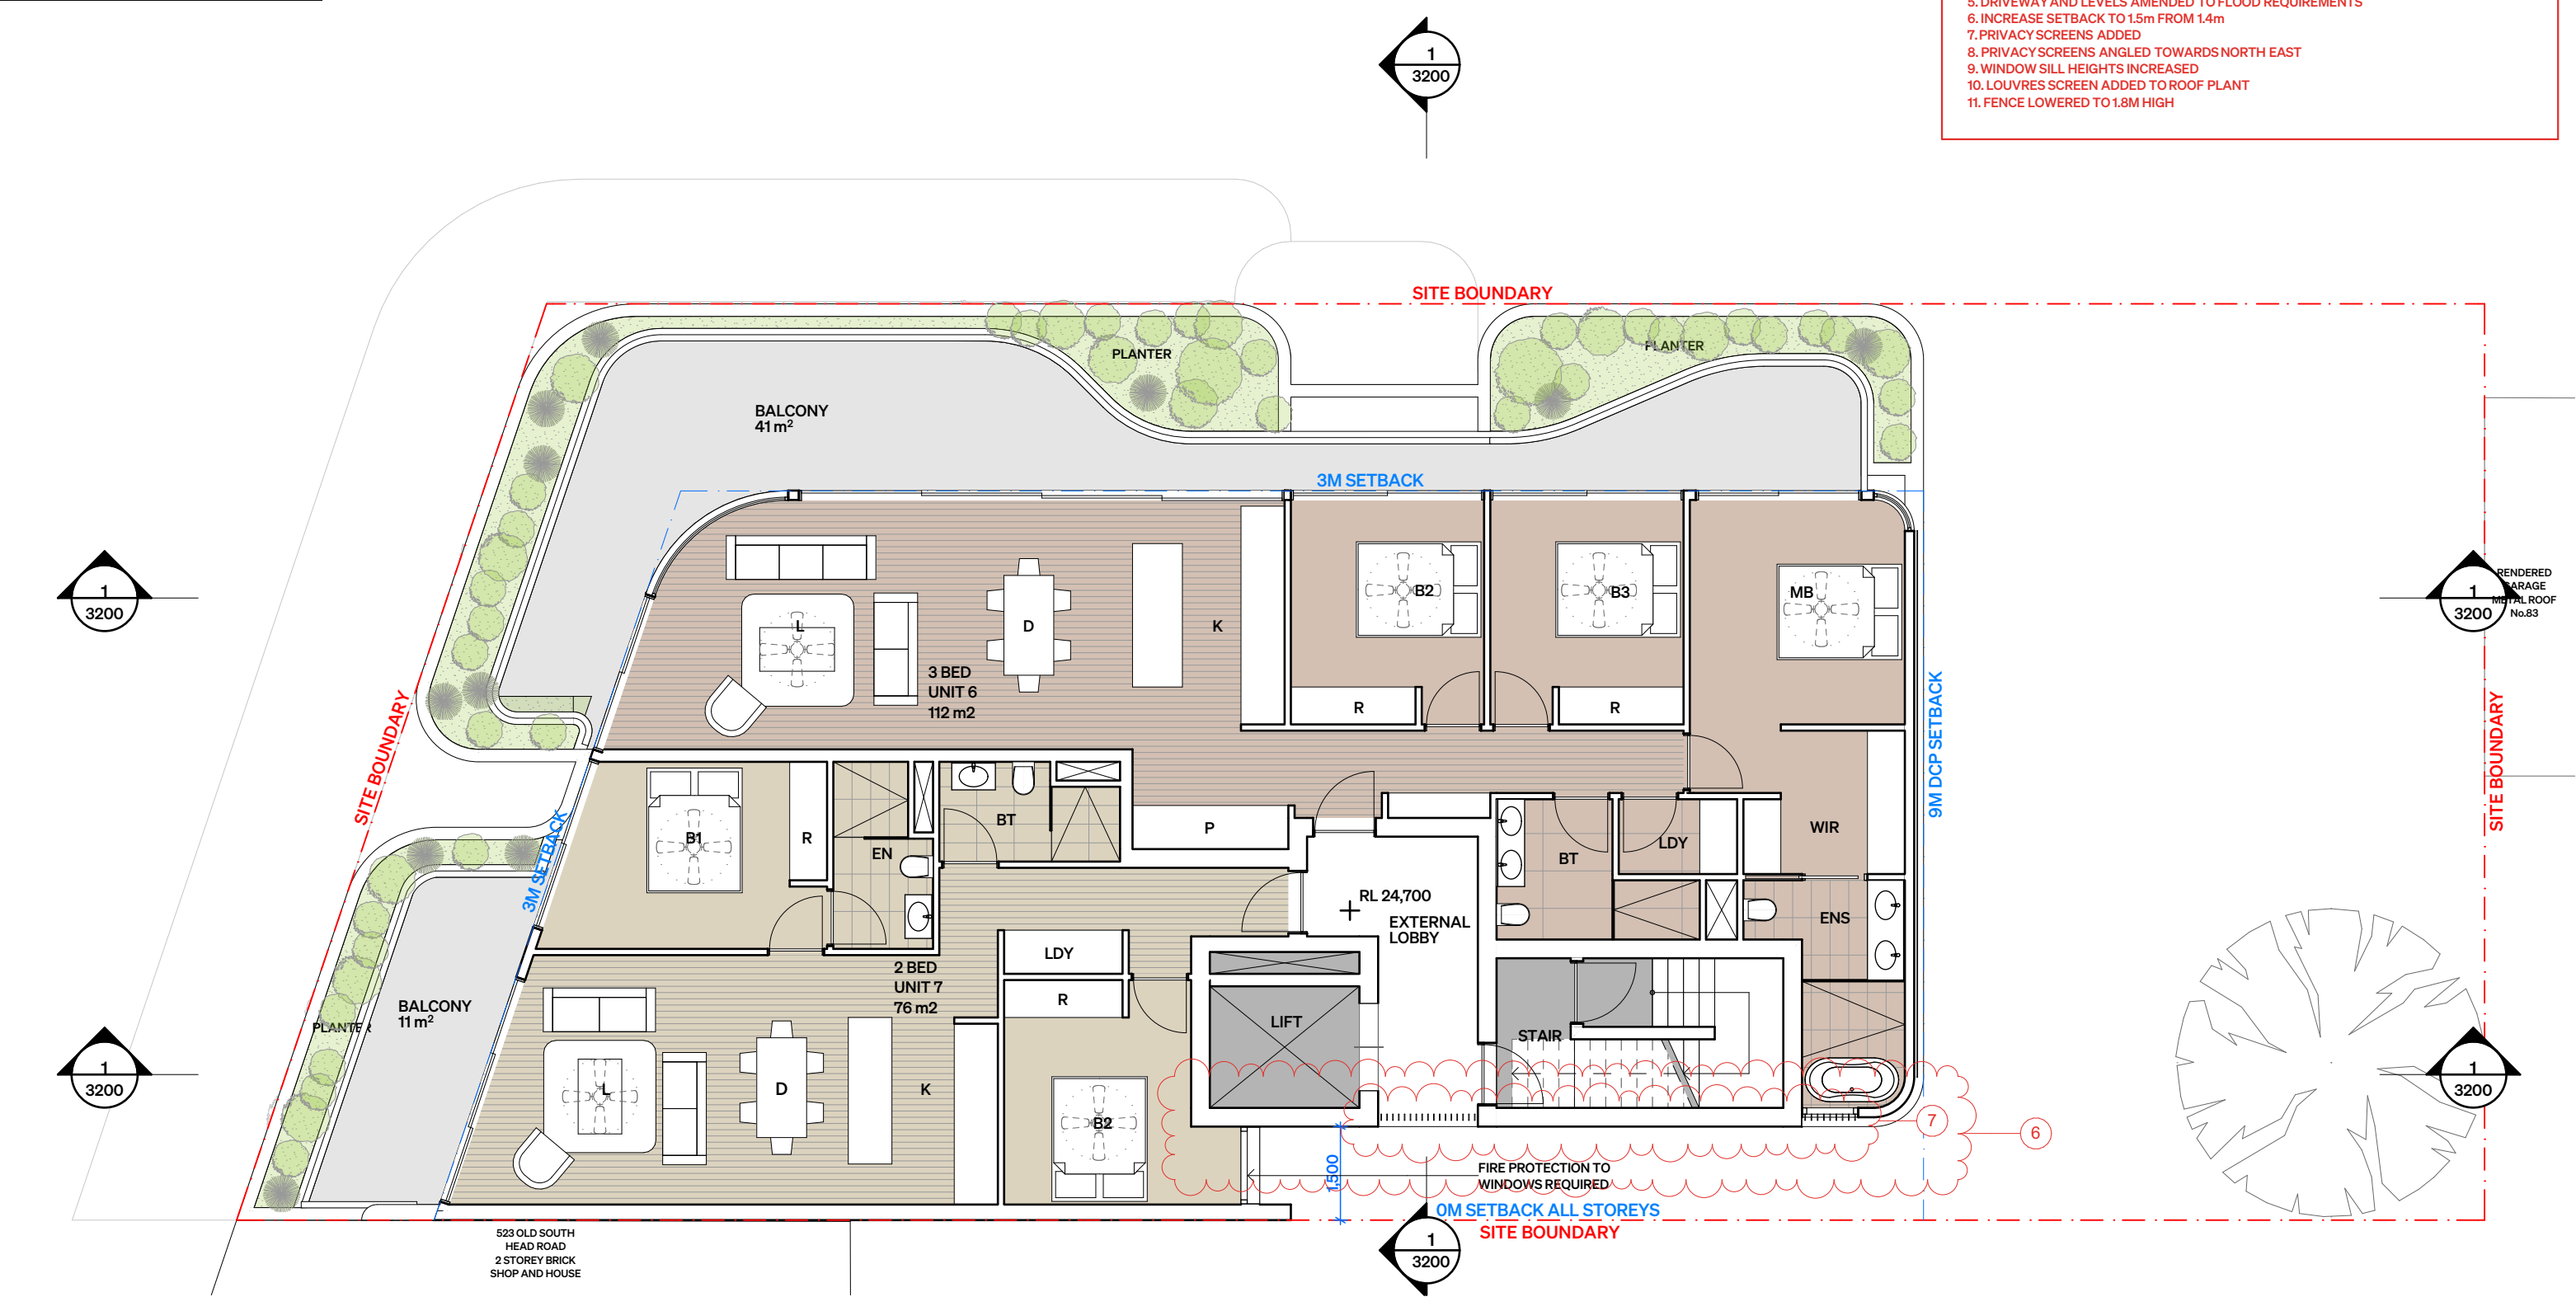 5. DRIVEWAY AND LEVELS AMENDED TO FLOOD REQUIREMENTS
6. INCREASE SETBACK TO 1.5m FROM 1.4m
7. PRIVACY SCREENS ADDED
8. PRIVACY SCREENS ANGLED TOWARDS NORTH EAST
9. WINDOW SILL HEIGHTS INCREASED
10. LOUVRES SCREEN ADDED TO ROOF PLANT
11. FENCE LOWERED TO 1.8M HIGH
1
3200
SITE BOUNDARY
PLANTER
PLANTER
BALCONY
41 m²
3M SETBACK
1
3200
L
D
K
B2
B3
MB
1
3200
RENDERED
GARAGE
METAL ROOF
No.83
3 BED
UNIT 6
112 m2
R
R
SITE BOUNDARY
9M DCP SETBACK
SITE BOUNDARY
3M SETBACK
B1
R
EN
BT
P
BT
LDY
WIR
RL 24,700
EXTERNAL
LOBBY
ENS
LDY
R
2 BED
UNIT 7
76 m2
BALCONY
11 m²
PLANTER
LIFT
STAIR
1
3200
L
D
K
B2
1
3200
7
6
1,500
FIRE PROTECTION TO
WINDOWS REQUIRED
0M SETBACK ALL STOREYS
SITE BOUNDARY
523 OLD SOUTH
HEAD ROAD
2 STOREY BRICK
SHOP AND HOUSE
1
3200